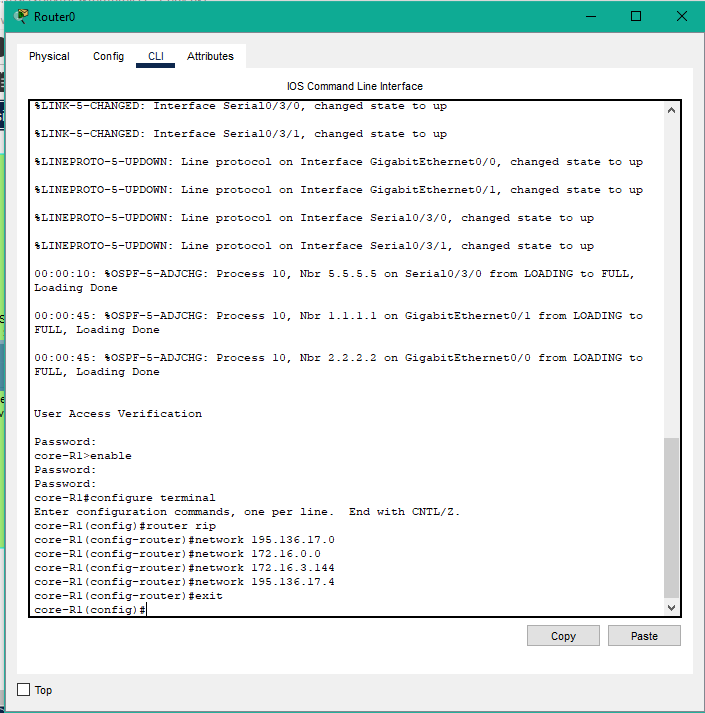 Router0
Physical Config CLI Attributes
IOS Command Line Interface
%LINK-5-CHANGED: Interface Serial0/3/0, changed state to up
%LINK-5-CHANGED: Interface Serial0/3/1, changed state to up
%LINEPROTO-5-UPDOWN: Line protocol on Interface GigabitEthernet0/0, changed state to up
%LINEPROTO-5-UPDOWN: Line protocol on Interface GigabitEthernet0/1, changed state to up
%LINEPROTO-5-UPDOWN: Line protocol on Interface Serial0/3/0, changed state to up
%LINEPROTO-5-UPDOWN: Line protocol on Interface Serial0/3/1, changed state to up
00:00:10: %OSPF-5-ADJCHG: Process 10, Nbr 5.5.5.5 on Serial0/3/0 from LOADING to FULL,
Loading Done
00:00:45: %OSPF-5-ADJCHG: Process 10, Nbr 1.1.1.1 on GigabitEthernet0/1 from LOADING to
FULL, Loading Done
00:00:45: %OSPF-5-ADJCHG: Process 10, Nbr 2.2.2.2 on GigabitEthernet0/0 from LOADING to
FULL, Loading Done
User Access Verification
Password:
core-R1>enable
Password:
Password:
core-R1#configure terminal
Enter configuration commands, one per line.  End with CNTL/Z.
core-R1(config)#router rip
core-R1(config-router)#network 195.136.17.0
core-R1(config-router)#network 172.16.0.0
core-R1(config-router)#network 172.16.3.144
core-R1(config-router)#network 195.136.17.4
core-R1(config-router)#exit
core-R1(config)#
Copy Paste
Top